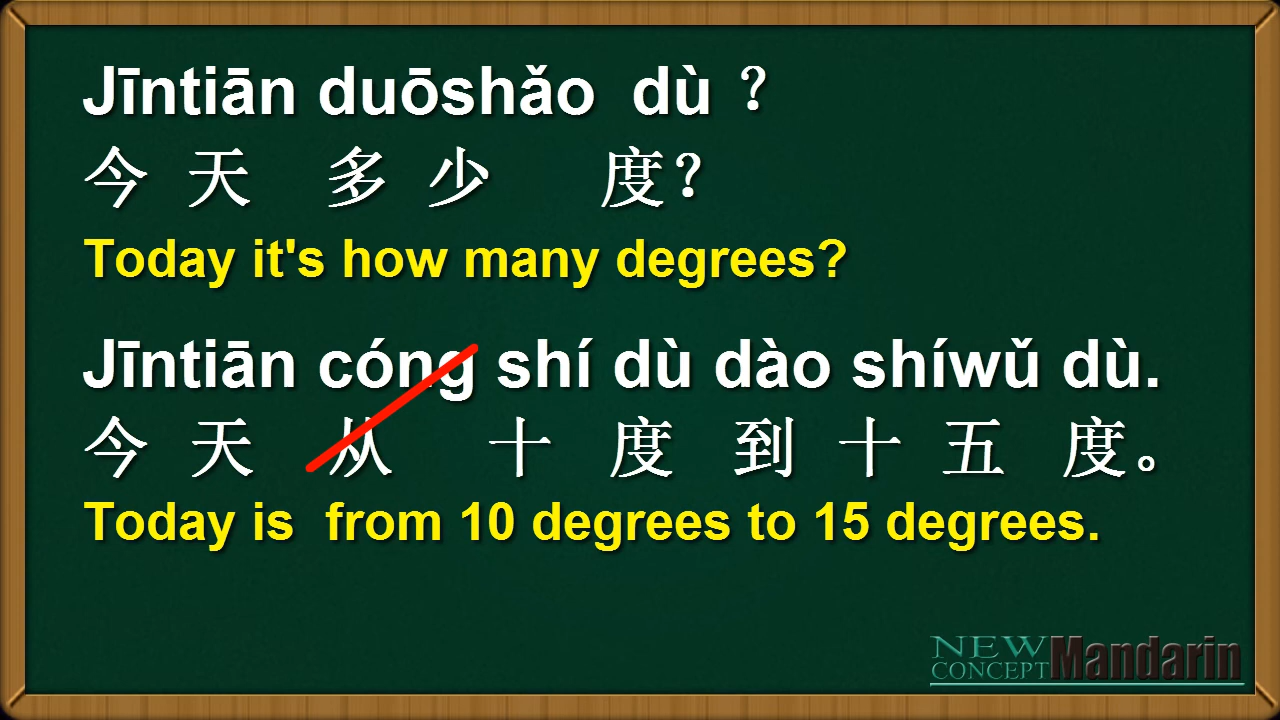 Jīntiān duōshǎo dù？
今天 多少 度？
Today it's how many degrees?
Jīntiān cóng shí dù dào shíwǔ dù.
今天 从 十 度 到 十五 度。
Today is from 10 degrees to 15 degrees.
NEW CONCEPT Mandarin